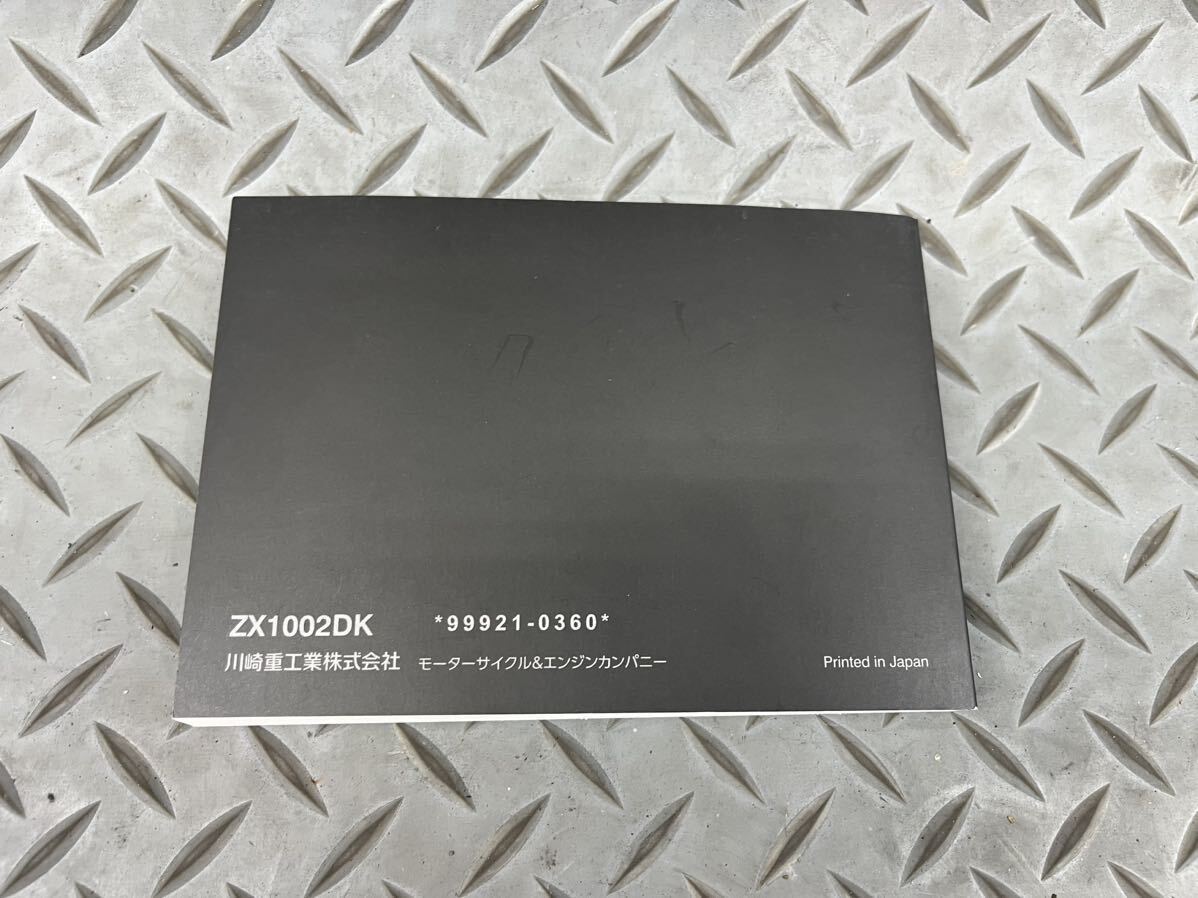 ZX1002DK *99921-0360*
川崎重工業株式会社 モーターサイクル&エンジンカンパニー Printed in Japan